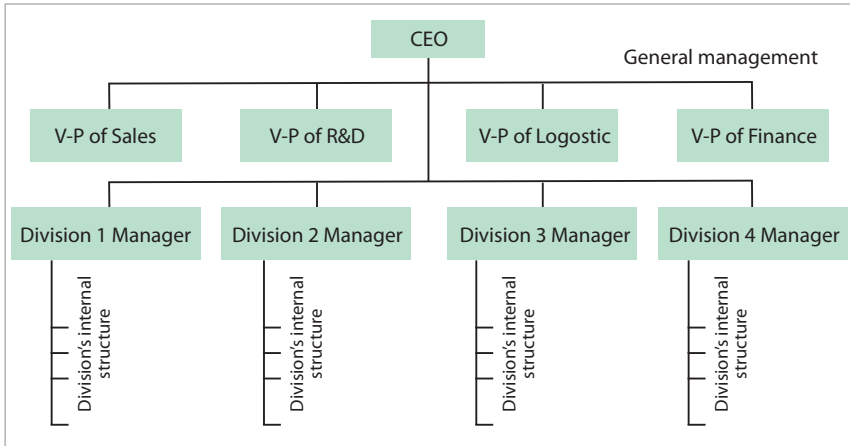 CEO
General management
V-P of Sales
V-P of R&D
V-P of Logostic
V-P of Finance
Division 1 Manager
Division 2 Manager
Division 3 Manager
Division 4 Manager
Division’s internal
structure
Division’s internal
structure
Division’s internal
structure
Division’s internal
structure